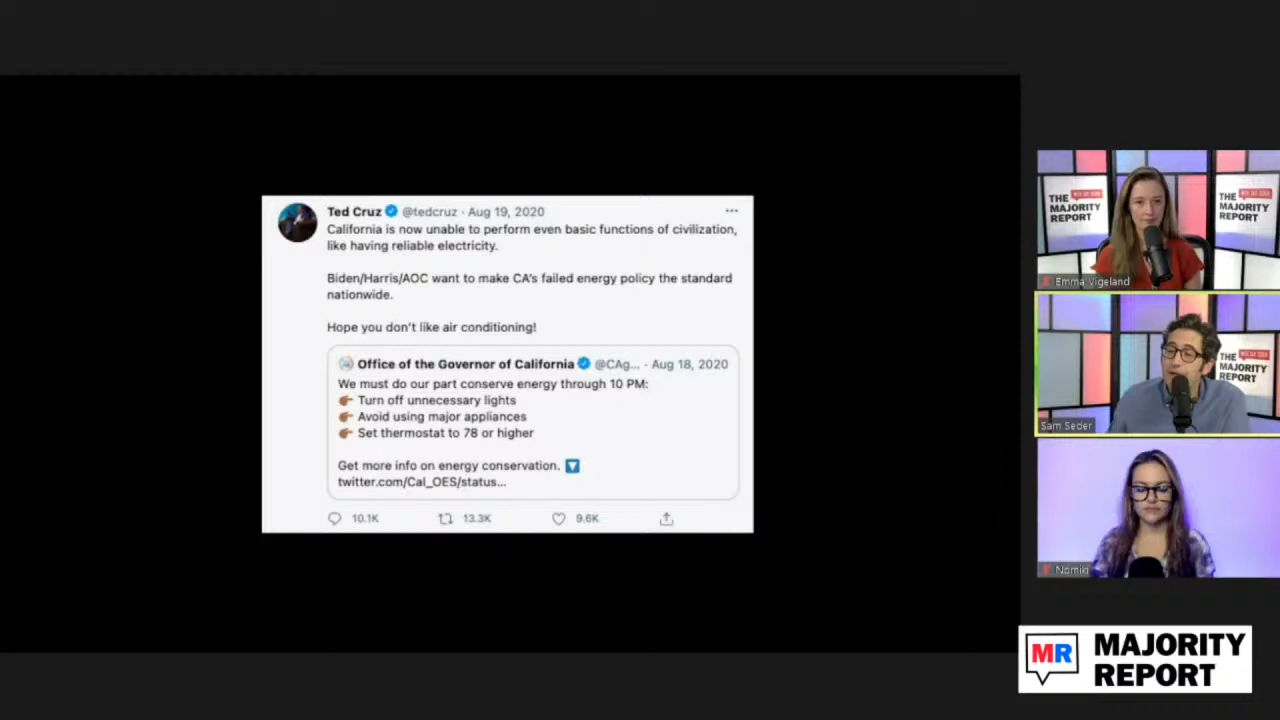 Ted Cruz @tedcruz · Aug 19, 2020
California is now unable to perform even basic functions of civilization,
like having reliable electricity.
Biden/Harris/AOC want to make CA's failed energy policy the standard
nationwide.
Hope you don't like air conditioning!
Office of the Governor of California @CAg... · Aug 18, 2020
We must do our part conserve energy through 10 PM:
Turn off unnecessary lights
Avoid using major appliances
Set thermostat to 78 or higher
Get more info on energy conservation.
twitter.com/Cal_OES/status...
10.1K 13.3K 9.6K
THE
MAJORITY
REPORT
THE
MAJORITY
REPORT
Emma Vigeland
THE
MAJORITY
REPORT
Sam Seder
Nomiki
MR MAJORITY
REPORT